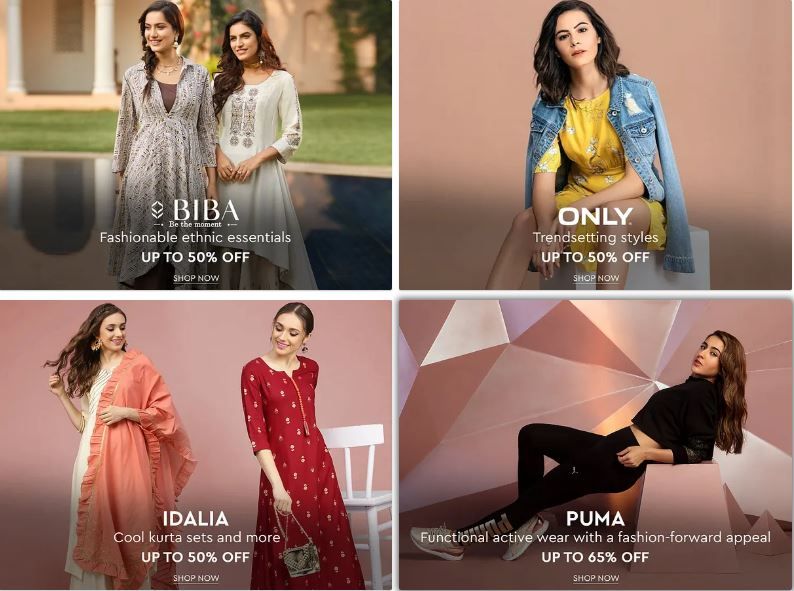 BIBA
Be the moment
Fashionable ethnic essentials
UP TO 50% OFF
SHOP NOW
ONLY
Trendsetting styles
UP TO 50% OFF
SHOP NOW
IDALIA
Cool kurta sets and more
UP TO 50% OFF
SHOP NOW
PUMA
PUMA
Functional active wear with a fashion-forward appeal
UP TO 65% OFF
SHOP NOW